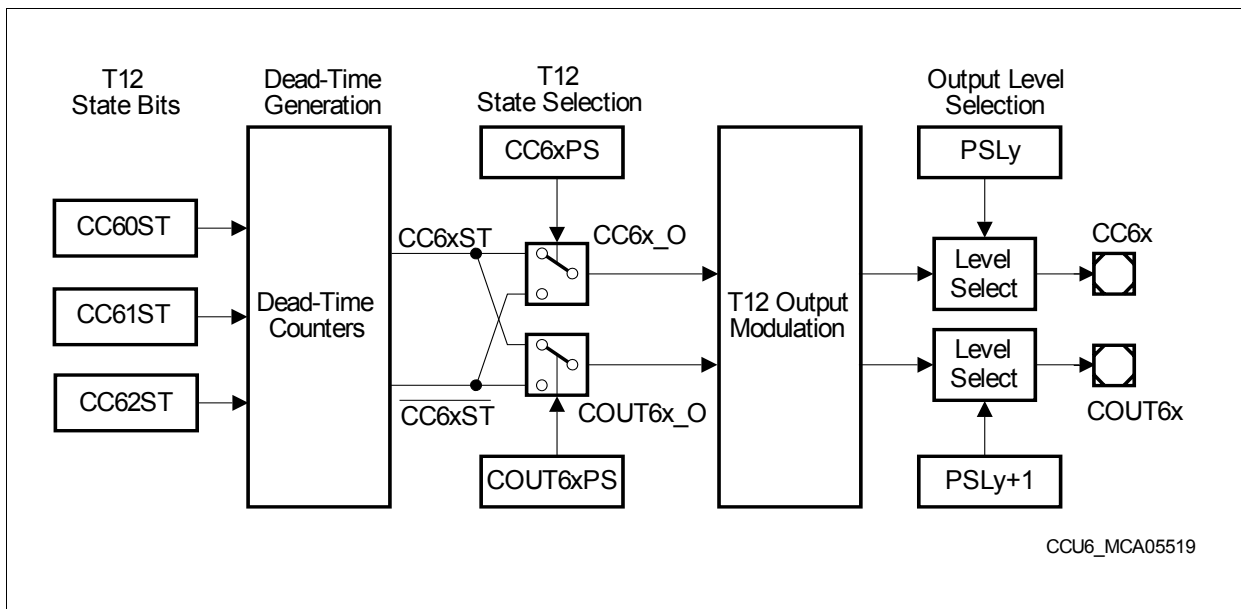 T12
State Bits
Dead-Time
Generation
T12
State Selection
Output Level
Selection
CC6xPS
PSLy
CC60ST
CC61ST
CC62ST
Dead-Time
Counters
CC6xST
CC6xST
CC6x_O
COUT6x_O
COUT6xPS
T12 Output
Modulation
Level
Select
Level
Select
CC6x
COUT6x
PSLy+1
CCU6_MCA05519